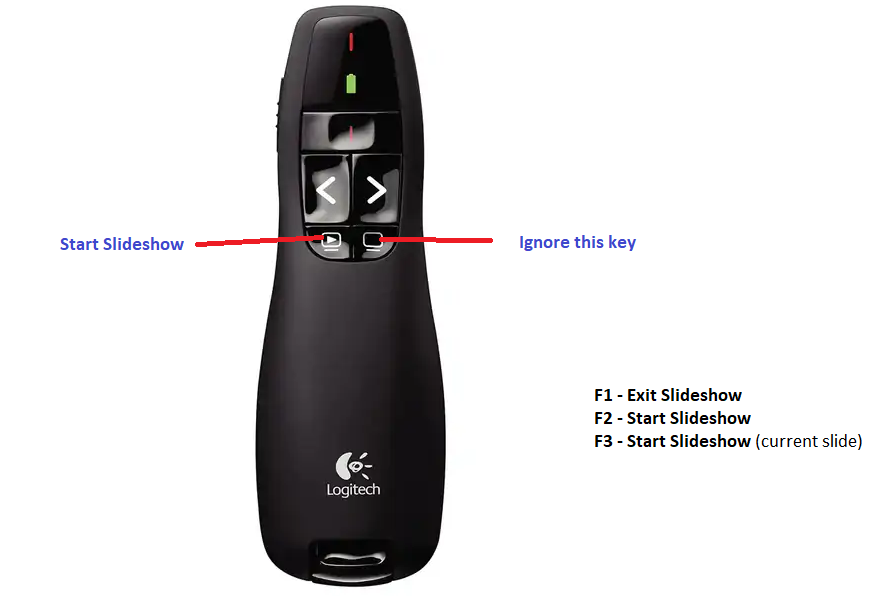 Start Slideshow
Ignore this key
F1 - Exit Slideshow
F2 - Start Slideshow
F3 - Start Slideshow (current slide)
Logitech